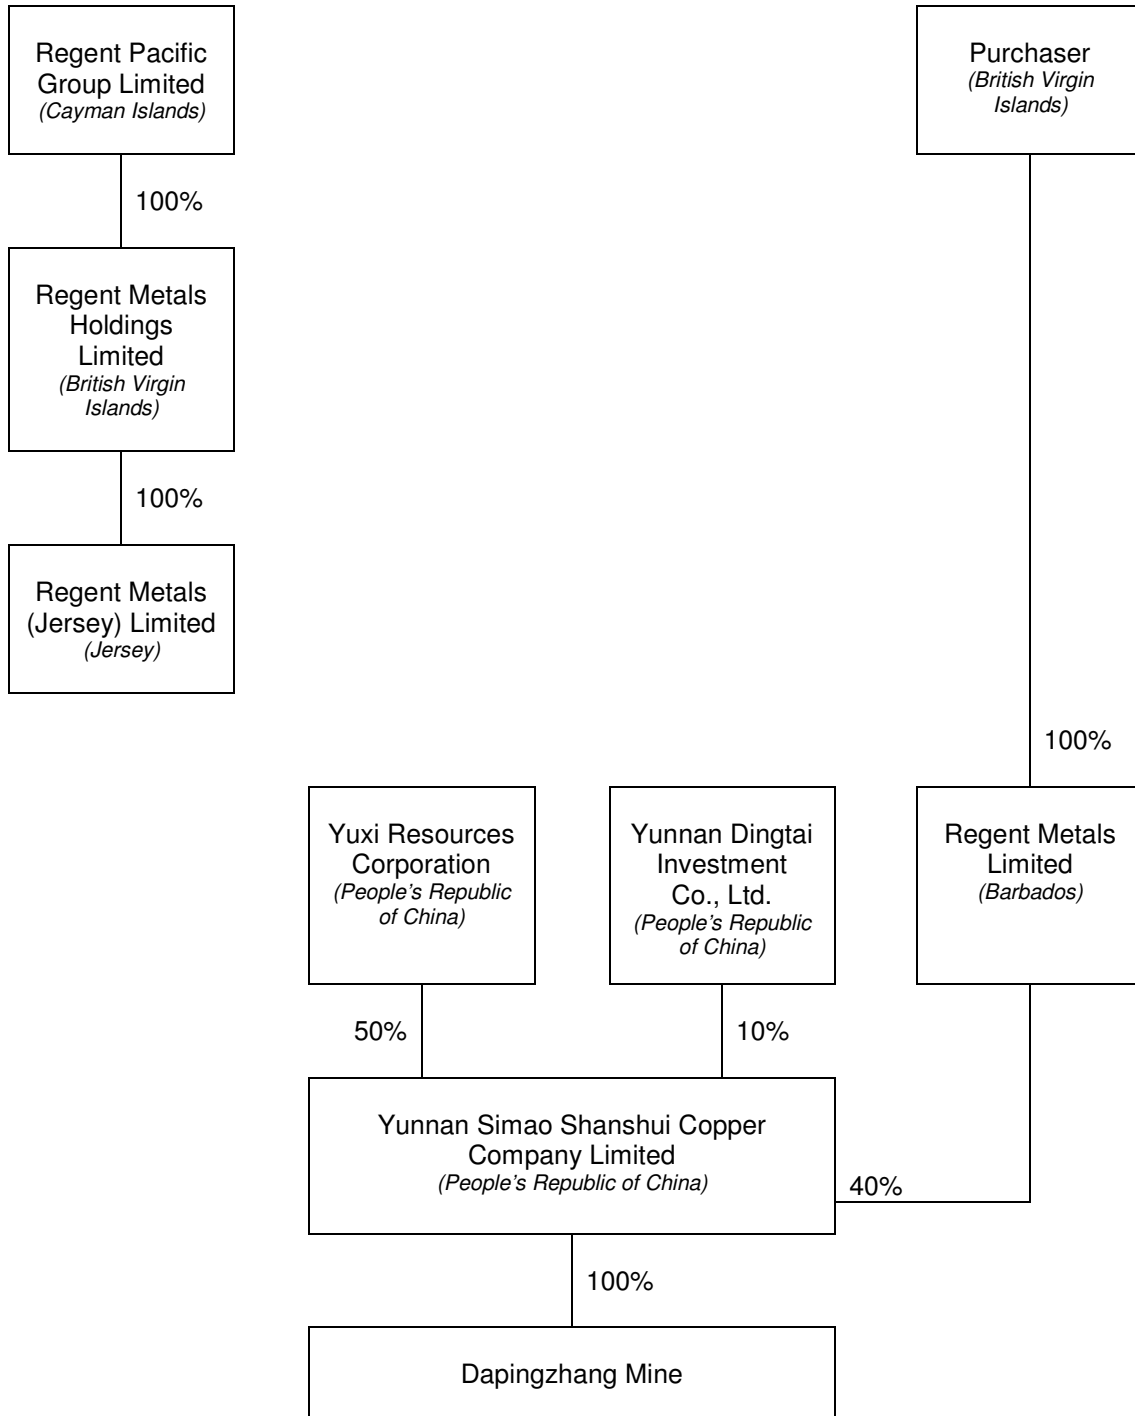 Regent Pacific
Group Limited
(Cayman Islands)
Purchaser
(British Virgin
Islands)
100%
Regent Metals
Holdings
Limited
(British Virgin
Islands)
100%
Regent Metals
(Jersey) Limited
(Jersey)
100%
Yuxi Resources
Corporation
(People's Republic
of China)
Yunnan Dingtai
Investment
Co., Ltd.
(People's Republic
of China)
Regent Metals
Limited
(Barbados)
50%
10%
Yunnan Simao Shanshui Copper
Company Limited
(People's Republic of China)
40%
100%
Dapingzhang Mine